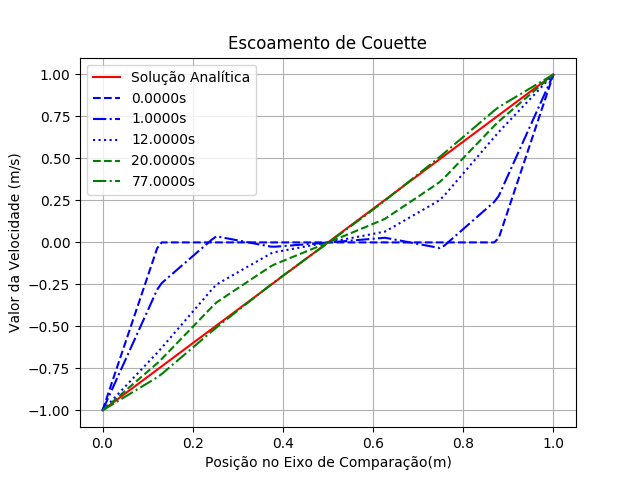 Escoamento de Couette
Solução Analítica
0.0000s
1.0000s
12.0000s
20.0000s
77.0000s
1.00
0.75
0.50
0.25
0.00
−0.25
−0.50
−0.75
−1.00
Valor da Velocidade (m/s)
0.0 0.2 0.4 0.6 0.8 1.0
Posição no Eixo de Comparação(m)